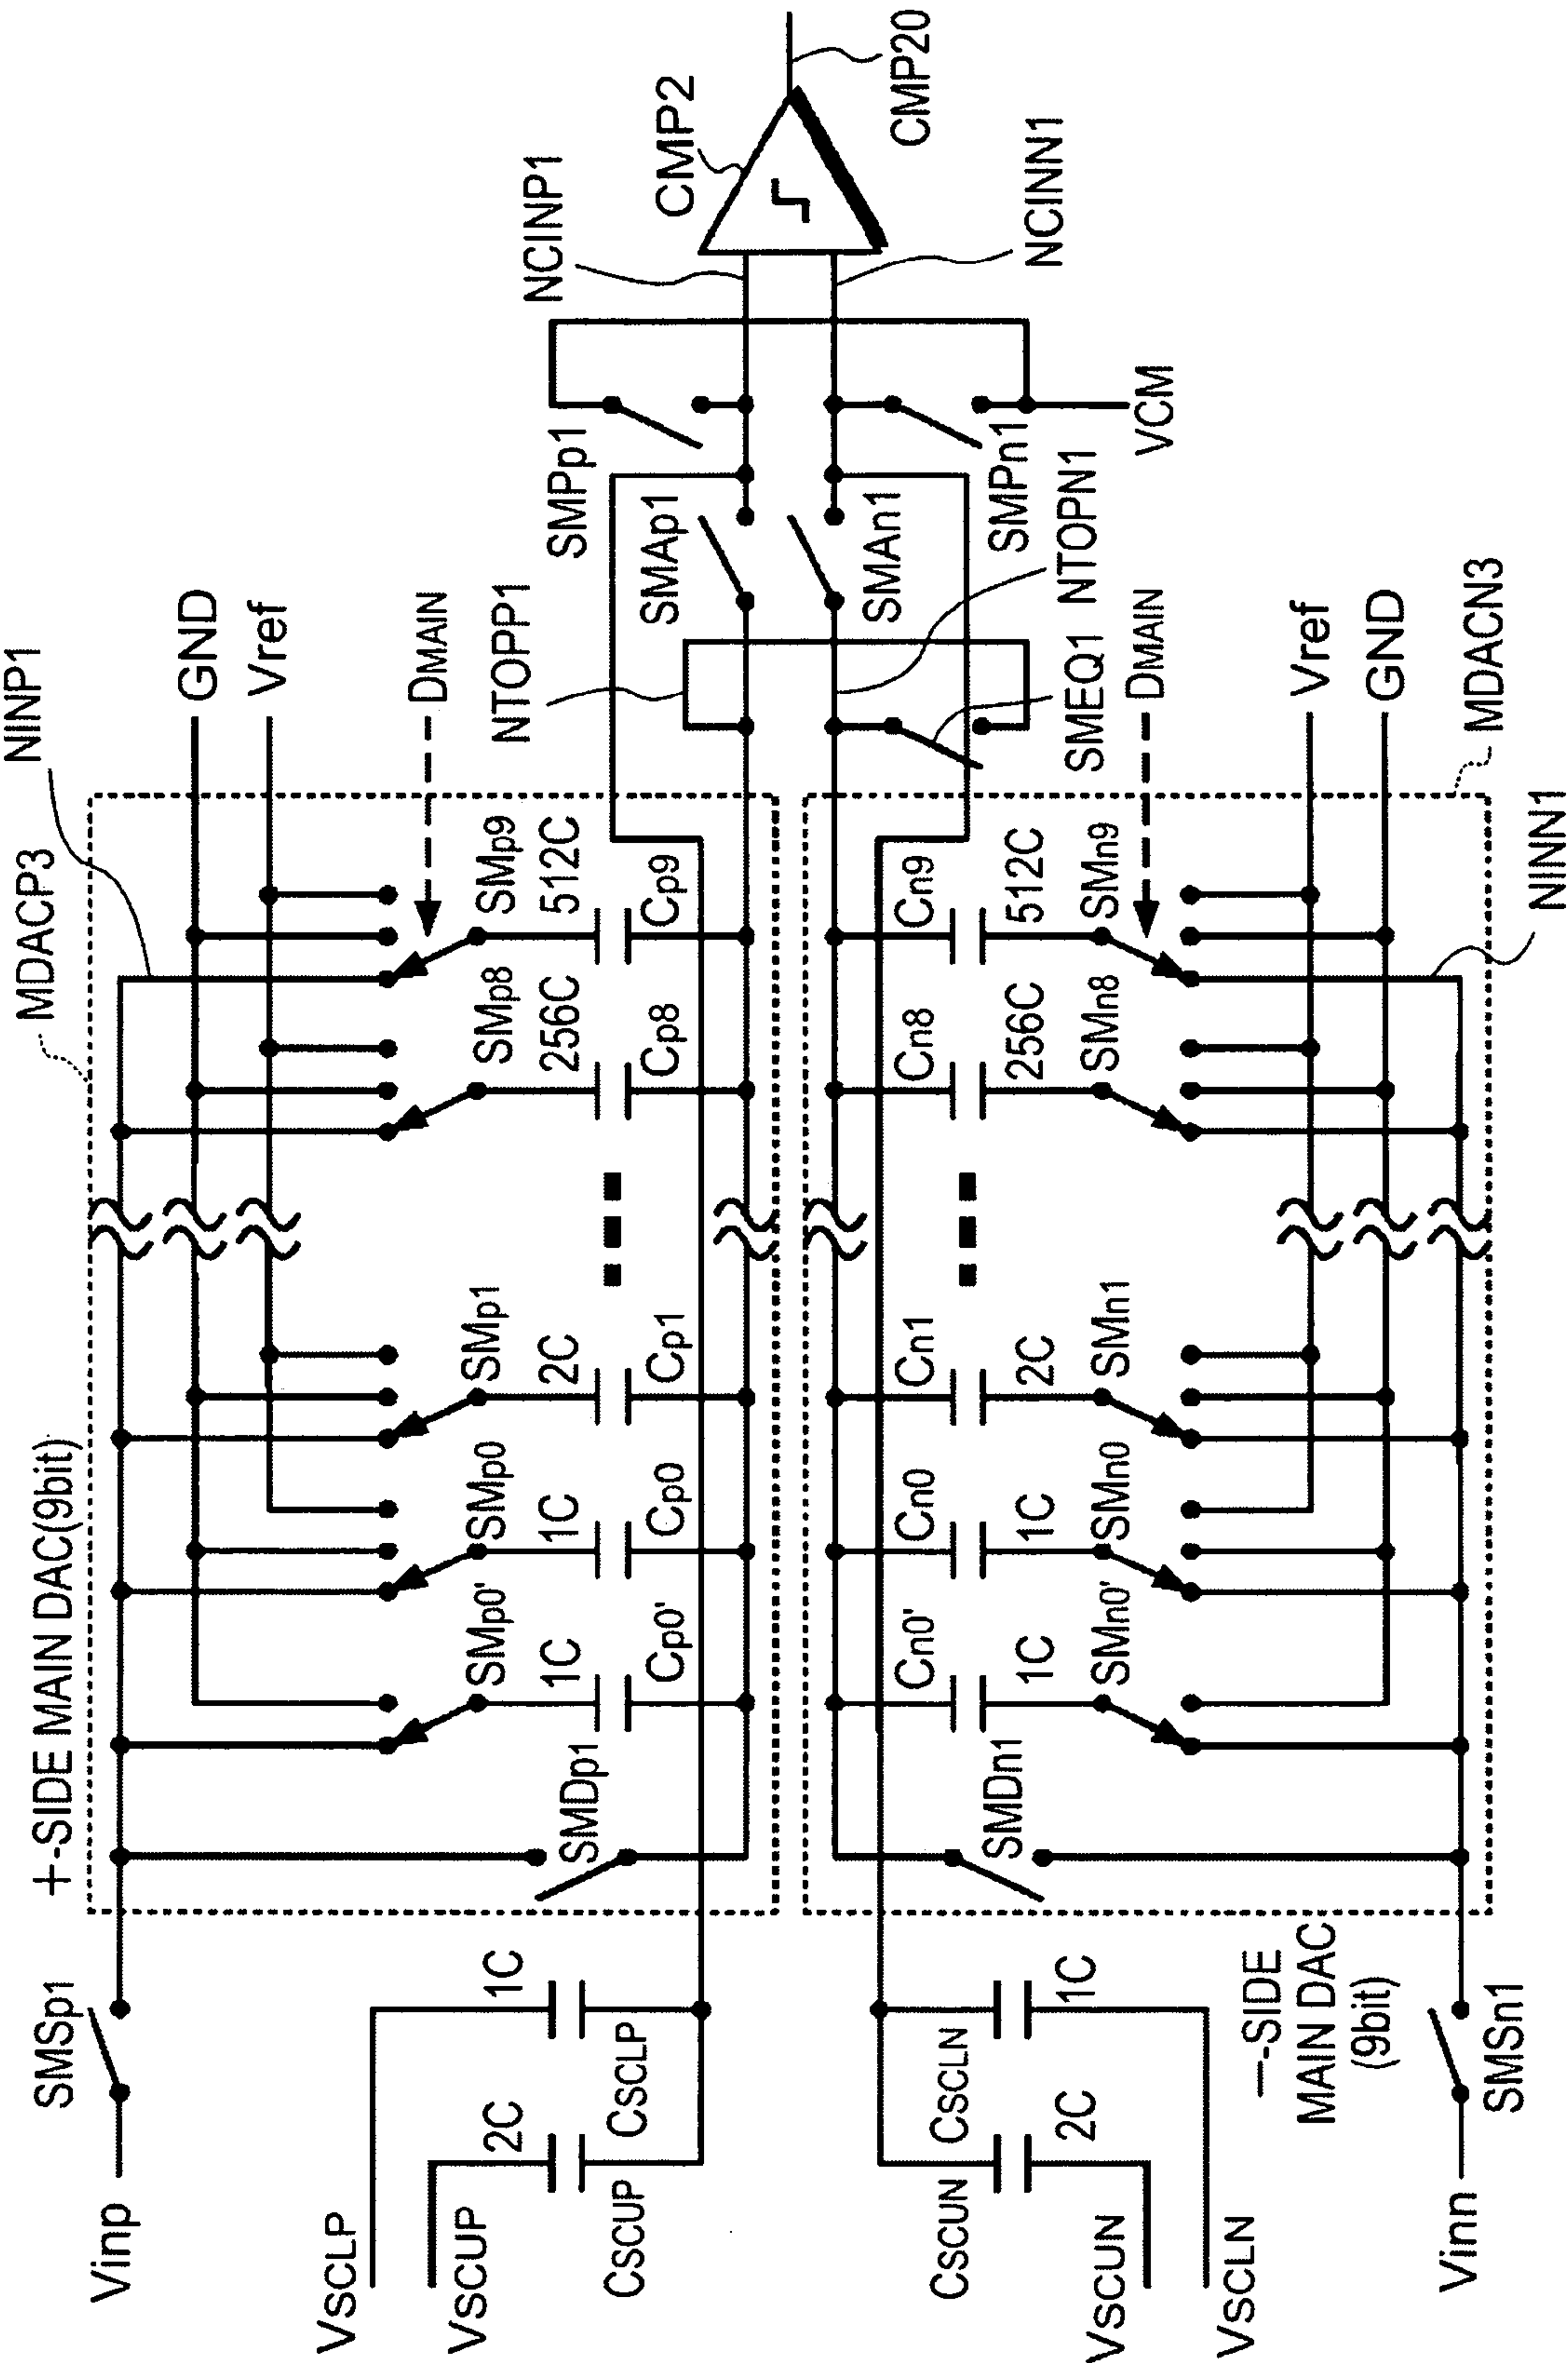 +-SIDE MAIN DAC(9bit)
MDACP3
NINP1
GND
Vref
DMAIN
SMSp1
Vinp
VSCLP
VSCUP
1C
2C
CSCLP
CSCUP
SMDp1
SMp0'
1C
Cp0'
SMp0
1C
Cp0
SMp1
2C
Cp1
SMp8
256C
Cp8
SMp9
512C
Cp9
NTOPP1
SMAp1
SMPp1
NCINP1
CMP2
CMP20
NCINN1
VCM
SMPn1
SMAn1
NTOPN1
SMEQ1
DMAIN
SMDn1
Cn0'
1C
SMn0'
Cn0
1C
SMn0
Cn1
2C
SMn1
Cn8
256C
SMn8
Cn9
512C
SMn9
CSCUN
CSCLN
2C
1C
VSCUN
VSCLN
Vref
GND
MDACN3
NINN1
−-SIDE
MAIN DAC
(9bit)
SMSn1
Vinn